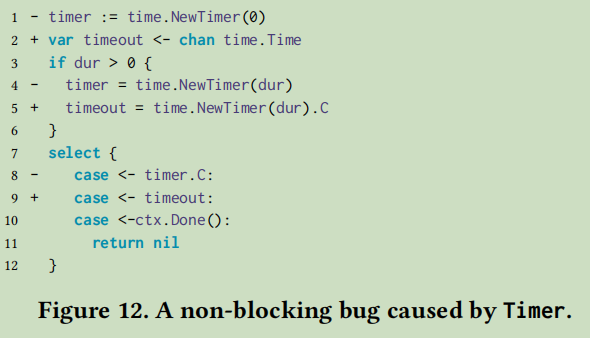 1 - timer := time.NewTimer(0)
2 + var timeout <- chan time.Time
3 if dur > 0 {
4 - timer = time.NewTimer(dur)
5 + timeout = time.NewTimer(dur).C
6 }
7 select {
8 - case <- timer.C:
9 + case <- timeout:
10 case <-ctx.Done():
11 return nil
12 }
Figure 12. A non-blocking bug caused by Timer.